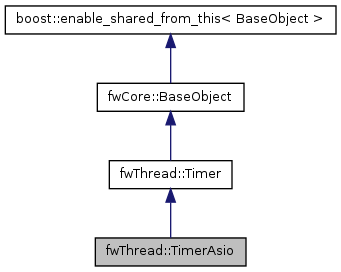 boost::enable_shared_from_this< BaseObject >
fwCore::BaseObject
fwThread::Timer
fwThread::TimerAsio